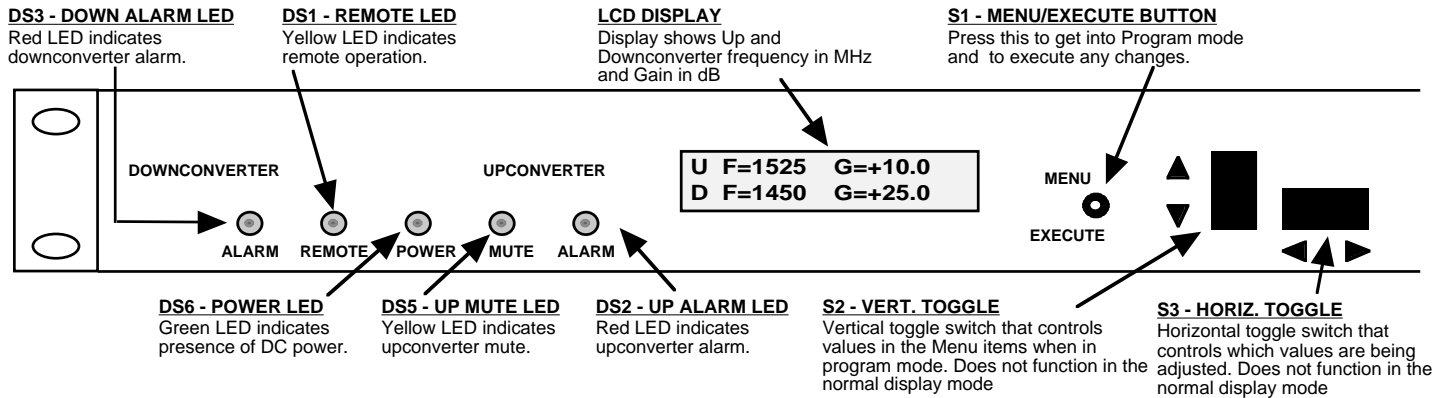 DS3 - DOWN ALARM LED
Red LED indicates
downconverter alarm.
DS1 - REMOTE LED
Yellow LED indicates
remote operation.
LCD DISPLAY
Display shows Up and
Downconverter frequency in MHz
and Gain in dB
S1 - MENU/EXECUTE BUTTON
Press this to get into Program mode
and to execute any changes.
DOWNCONVERTER
UPCONVERTER
U F=1525 G=+10.0
D F=1450 G=+25.0
MENU
EXECUTE
ALARM REMOTE POWER MUTE ALARM
DS6 - POWER LED
Green LED indicates
presence of DC power.
DS5 - UP MUTE LED
Yellow LED indicates
upconverter mute.
DS2 - UP ALARM LED
Red LED indicates
upconverter alarm.
S2 - VERT. TOGGLE
Vertical toggle switch that controls
values in the Menu items when in
program mode. Does not function in the
normal display mode
S3 - HORIZ. TOGGLE
Horizontal toggle switch that
controls which values are being
adjusted. Does not function in the
normal display mode